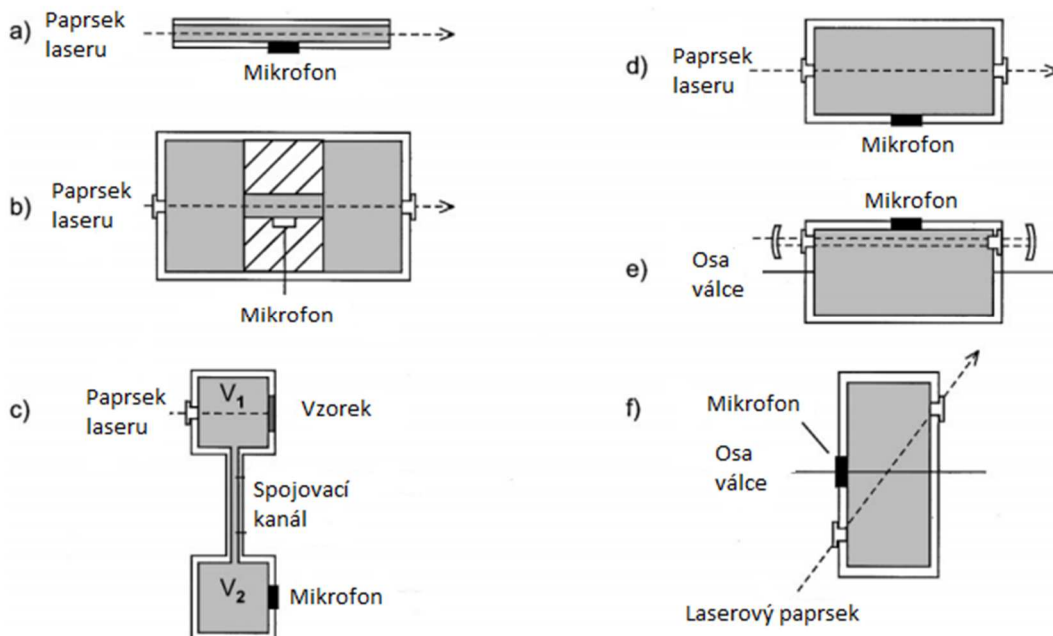 a)
Paprsek
laseru
Mikrofon
b)
Paprsek
laseru
Mikrofon
c)
Paprsek
laseru
V1
Vzorek
Spojovací
kanál
V2
Mikrofon
d)
Paprsek
laseru
Mikrofon
Mikrofon
e)
Osa
válce
f)
Mikrofon
Osa
válce
Laserový paprsek